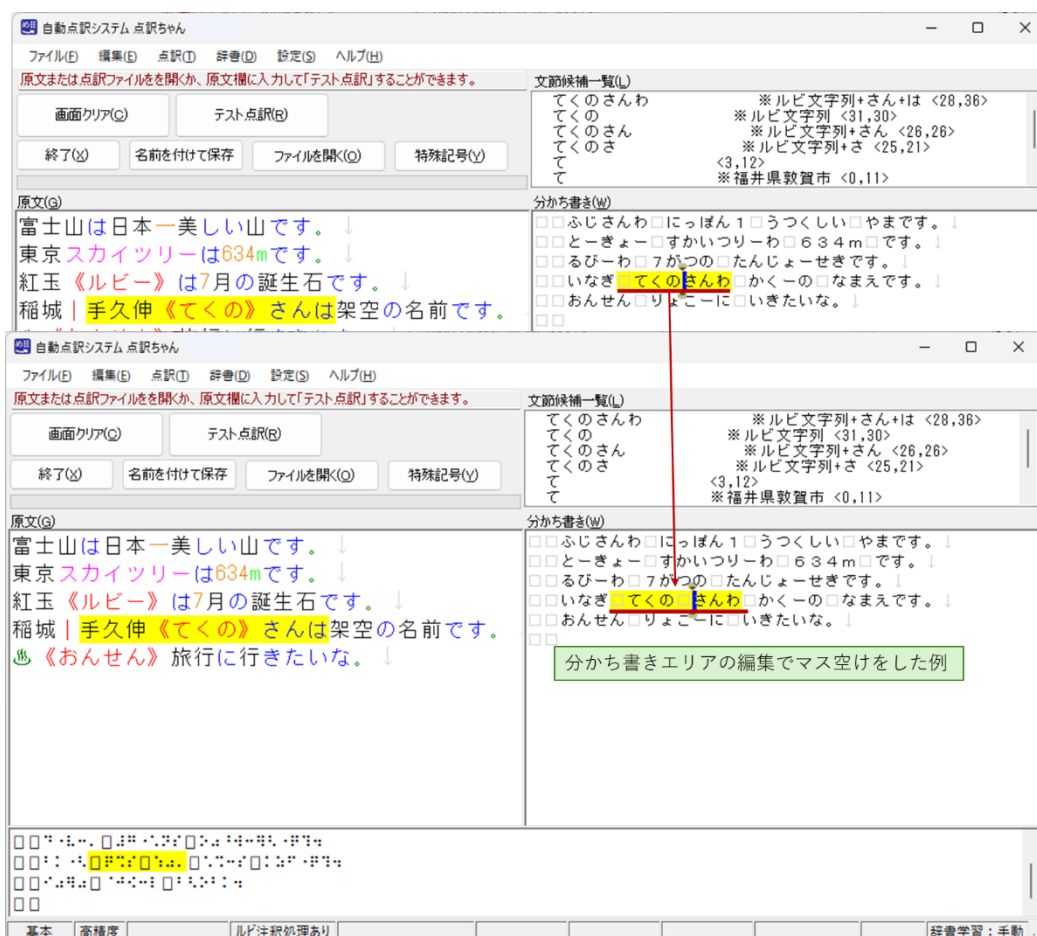 自動点訳システム 点訳ちゃん
ファイル(F) 編集(E) 点訳(T) 辞書(D) 設定(S) ヘルプ(H)
原文または点訳ファイルをを開くか、原文欄に入力して「テスト点訳」することができます。
画面クリア(C) テスト点訳(R)
終了(X) 名前を付けて保存 ファイルを開く(O) 特殊記号(Y)
文節候補一覧(L)
てくのさんわ ※ルビ文字列+さん+は <28,36>
てくの ※ルビ文字列 <31,30>
てくのさん ※ルビ文字列+さん <26,26>
てくのさ ※ルビ文字列+さ <25,21>
て <3,12>
て ※福井県敦賀市 <0,11>
原文(G)
富士山は日本一美しい山です。↓
東京スカイツリーは634mです。↓
紅玉《ルビー》は7月の誕生石です。↓
稲城|手久伸《てくの》さんは架空の名前です。
分かち書き(W)
□□ふじさんわ□にっぽん1□うつくしい□やまです。↓
□□とーきょー□すかいつりーわ□634m□です。↓
□□るびーわ□7がつの□たんじょーせきです。↓
□□いなぎ□てくのさんわ□かくーの□なまえです。↓
□□おんせん□りょこーに□いきたいな。↓
□□
自動点訳システム 点訳ちゃん
ファイル(F) 編集(E) 点訳(T) 辞書(D) 設定(S) ヘルプ(H)
原文または点訳ファイルをを開くか、原文欄に入力して「テスト点訳」することができます。
画面クリア(C) テスト点訳(R)
終了(X) 名前を付けて保存 ファイルを開く(O) 特殊記号(Y)
文節候補一覧(L)
てくのさんわ ※ルビ文字列+さん+は <28,36>
てくの ※ルビ文字列 <31,30>
てくのさん ※ルビ文字列+さん <26,26>
てくのさ ※ルビ文字列+さ <25,21>
て <3,12>
て ※福井県敦賀市 <0,11>
原文(G)
富士山は日本一美しい山です。↓
東京スカイツリーは634mです。↓
紅玉《ルビー》は7月の誕生石です。↓
稲城|手久伸《てくの》さんは架空の名前です。
♨《おんせん》旅行に行きたいな。↓
分かち書き(W)
□□ふじさんわ□にっぽん1□うつくしい□やまです。↓
□□とーきょー□すかいつりーわ□634m□です。↓
□□るびーわ□7がつの□たんじょーせきです。↓
□□いなぎ□てくの□さんわ□かくーの□なまえです。↓
□□おんせん□りょこーに□いきたいな。↓
□□
分かち書きエリアの編集でマス空けをした例
基本 高精度 ルビ注釈処理あり 辞書学習:手動